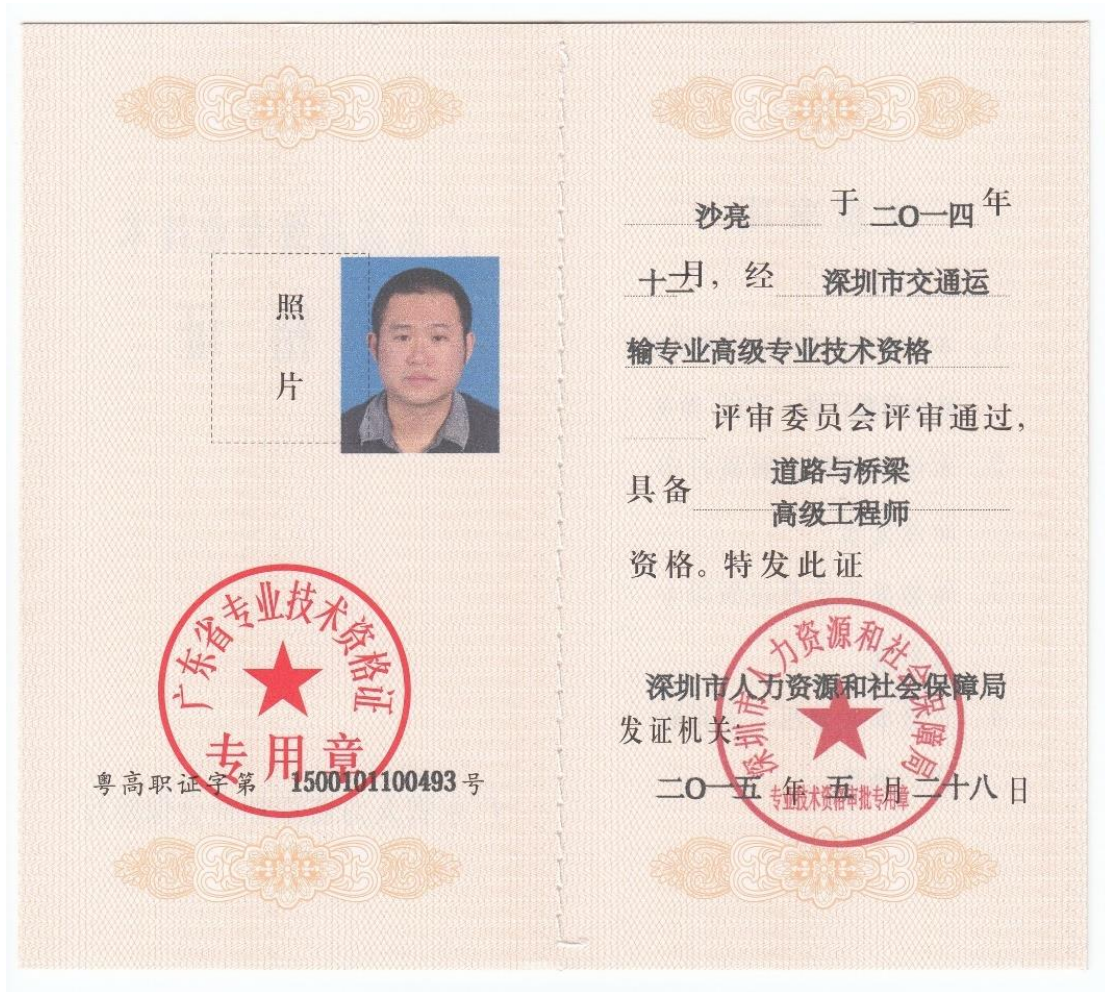 照
片
广东省专业技术资格证
专用章
粤高职证字第 1500101100493 号
沙亮 于 二O一四 年
十二月，经 深圳市交通运
输专业高级专业技术资格
评审委员会评审通过，
具备 道路与桥梁
高级工程师
资格。特发此证
深圳市人力资源和社会保障局
深圳市人力资源和社会保障局
发证机关：
二O一五 年 五 月 二十八 日
专业技术资格审批专用章